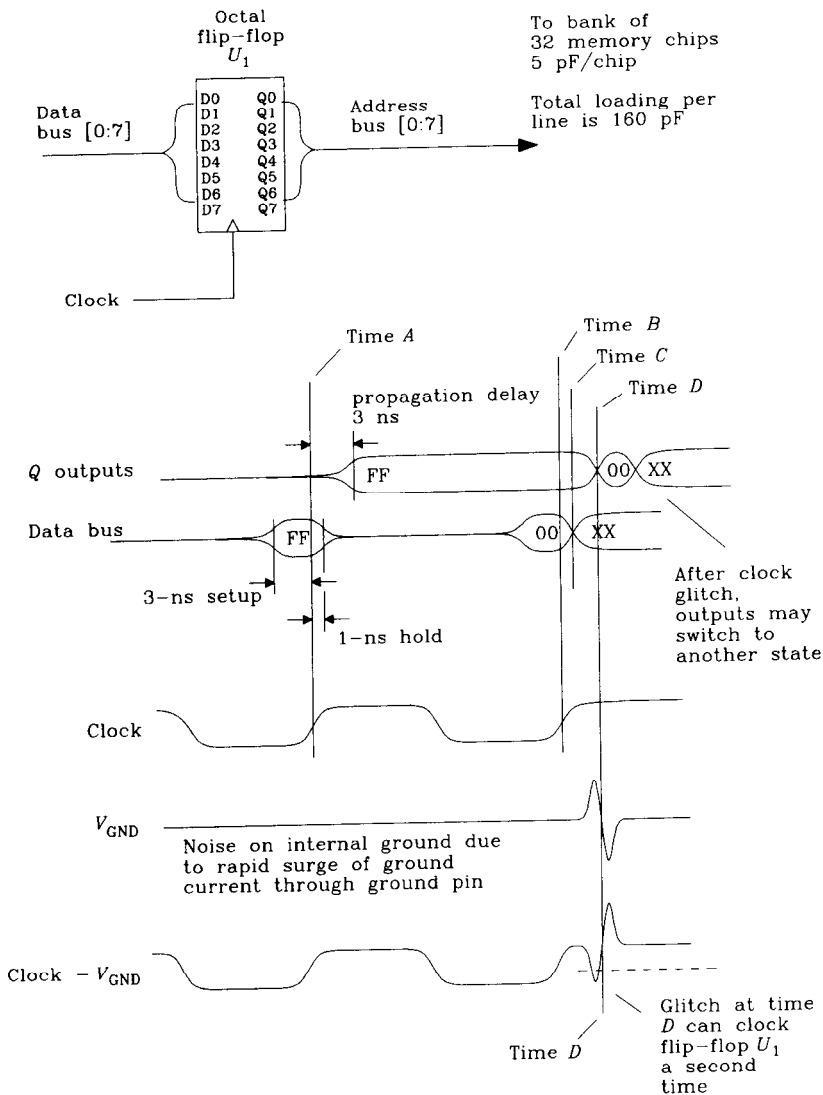 Octal
flip-flop
U1
To bank of
32 memory chips
5 pF/chip
Total loading per
line is 160 pF
Data
bus [0:7]
Address
bus [0:7]
D0 Q0
D1 Q1
D2 Q2
D3 Q3
D4 Q4
D5 Q5
D6 Q6
D7 Q7
Clock
Time A
Time B
Time C
Time D
propagation delay
3 ns
Q outputs
FF
00
XX
Data bus
FF
00
XX
3-ns setup
1-ns hold
After clock
glitch,
outputs may
switch to
another state
Clock
VGND
Noise on internal ground due
to rapid surge of ground
current through ground pin
Clock - VGND
Time D
Glitch at time
D can clock
flip-flop U1
a second
time